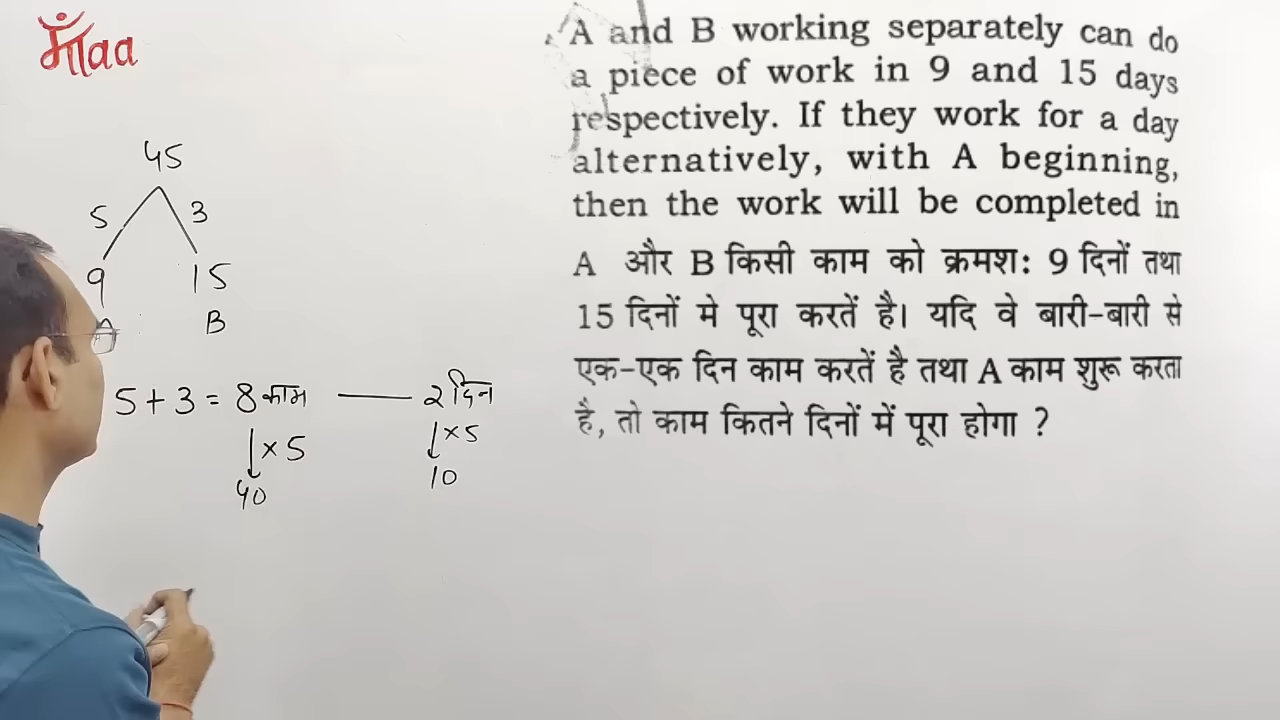 माँaa
45
5 3
9 15
A B
5 + 3 = 8 काम —— 2 दिन
↓ × 5 ↓ × 5
40 10
A and B working separately can do
a piece of work in 9 and 15 days
respectively. If they work for a day
alternatively, with A beginning,
then the work will be completed in
A और B किसी काम को क्रमश: 9 दिनों तथा
15 दिनों मे पूरा करतें है। यदि वे बारी-बारी से
एक-एक दिन काम करतें है तथा A काम शुरू करता
है, तो काम कितने दिनों में पूरा होगा ?